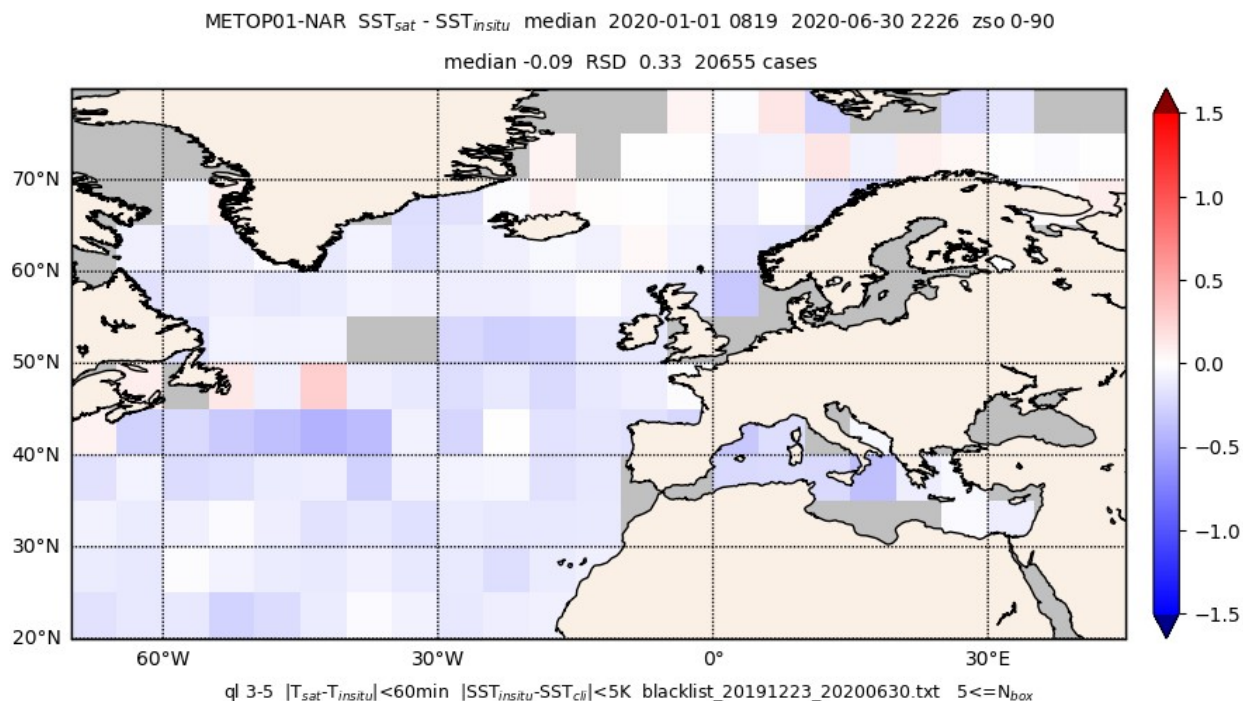 METOP01-NAR SST_sat - SST_insitu median 2020-01-01 0819 2020-06-30 2226 zso 0-90
median -0.09 RSD 0.33 20655 cases
1.5
70°N
1.0
60°N
0.5
50°N
0.0
40°N
−0.5
30°N
−1.0
20°N
−1.5
60°W 30°W 0° 30°E
ql 3-5 |T_sat-T_insitu|<60min |SST_insitu-SST_cli|<5K blacklist_20191223_20200630.txt 5<=N_box